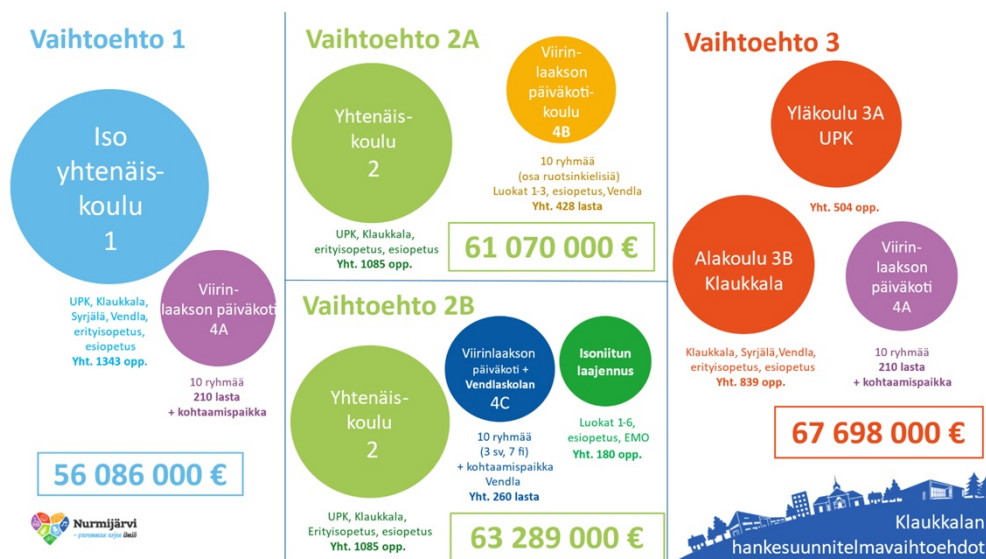 Vaihtoehto 1
Iso
yhtenäis-
koulu
1
UPK, Klaukkala,
Syrjälä, Vendla,
erityisopetus,
esiopetus
Yht. 1343 opp.
Viirin-
laakson päiväkoti
4A
10 ryhmää
210 lasta
+ kohtaamispaikka
56 086 000 €
Nurmijärvi
– paremman arjen ilmiö
Vaihtoehto 2A
Yhtenäis-
koulu
2
UPK, Klaukkala,
erityisopetus, esiopetus
Yht. 1085 opp.
Viirin-
laakson
päiväkoti-
koulu
4B
10 ryhmää
(osa ruotsinkielisiä)
Luokat 1-3, esiopetus, Vendla
Yht. 428 lasta
61 070 000 €
Vaihtoehto 2B
Yhtenäis-
koulu
2
UPK, Klaukkala,
Erityisopetus, esiopetus
Yht. 1085 opp.
Viirinlaakson
päiväkoti +
Vendlaskolan
4C
10 ryhmää
(3 sv, 7 fi)
+ kohtaamispaikka
Vendla
Yht. 260 lasta
Isoniitun
laajennus
Luokat 1-6,
esiopetus, EMO
Yht. 180 opp.
63 289 000 €
Vaihtoehto 3
Yläkoulu 3A
UPK
Yht. 504 opp.
Alakoulu 3B
Klaukkala
Klaukkala, Syrjälä,Vendla,
erityisopetus, esiopetus
Yht. 839 opp.
Viirin-
laakson
päiväkoti
4A
10 ryhmää
210 lasta
+ kohtaamispaikka
67 698 000 €
Klaukkalan
hankesuunnitelmavaihtoehdot